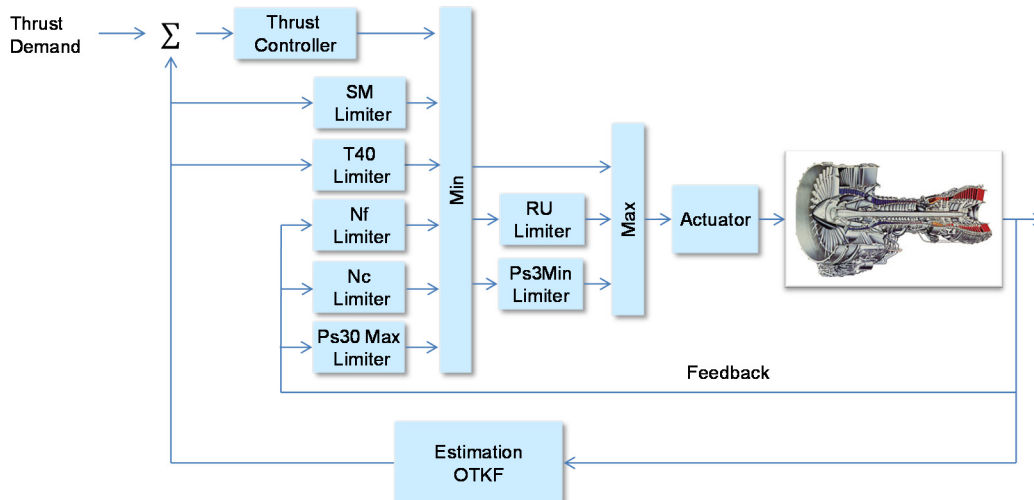 Thrust
Demand
∑
Thrust
Controller
SM
Limiter
T40
Limiter
Nf
Limiter
Nc
Limiter
Ps30 Max
Limiter
Min
RU
Limiter
Ps3Min
Limiter
Max
Actuator
Feedback
Estimation
OTKF